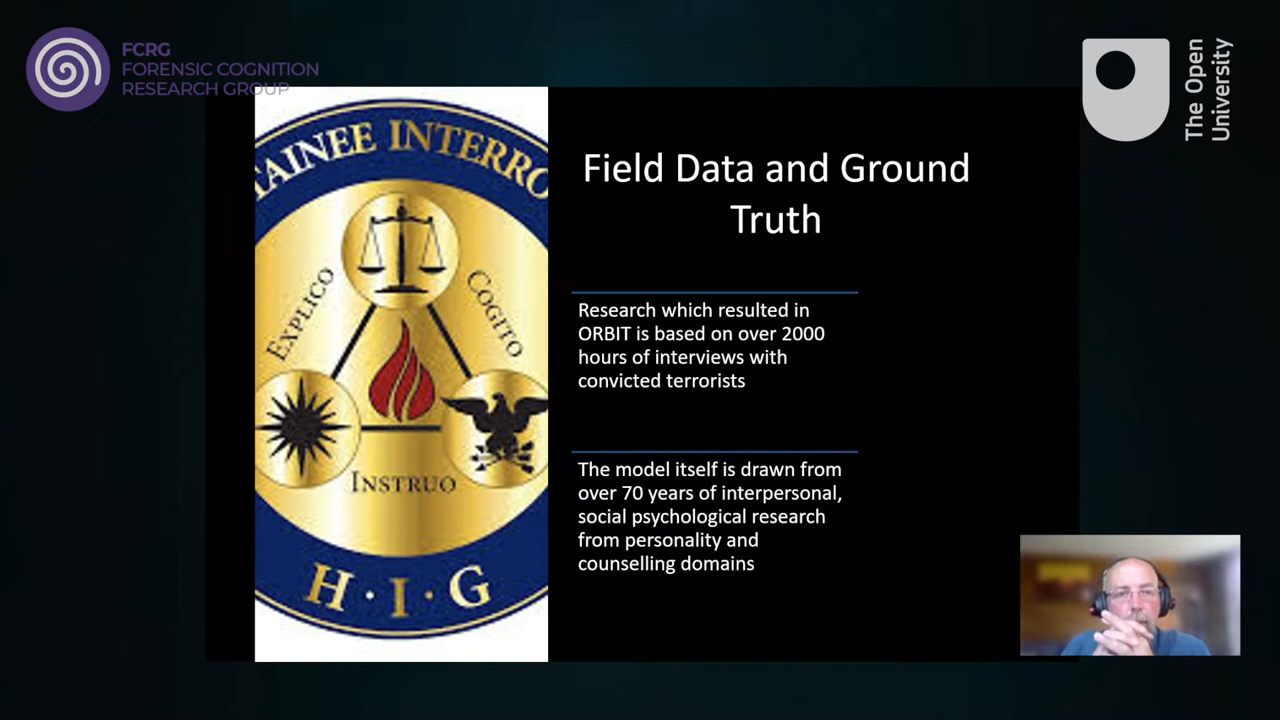 FCRG
FORENSIC COGNITION
RESEARCH GROUP
The Open
University
TAINEE INTERRO
EXPLICO
COGITO
INSTRUO
H·I·G
Field Data and Ground
Truth
Research which resulted in
ORBIT is based on over 2000
hours of interviews with
convicted terrorists
The model itself is drawn from
over 70 years of interpersonal,
social psychological research
from personality and
counselling domains